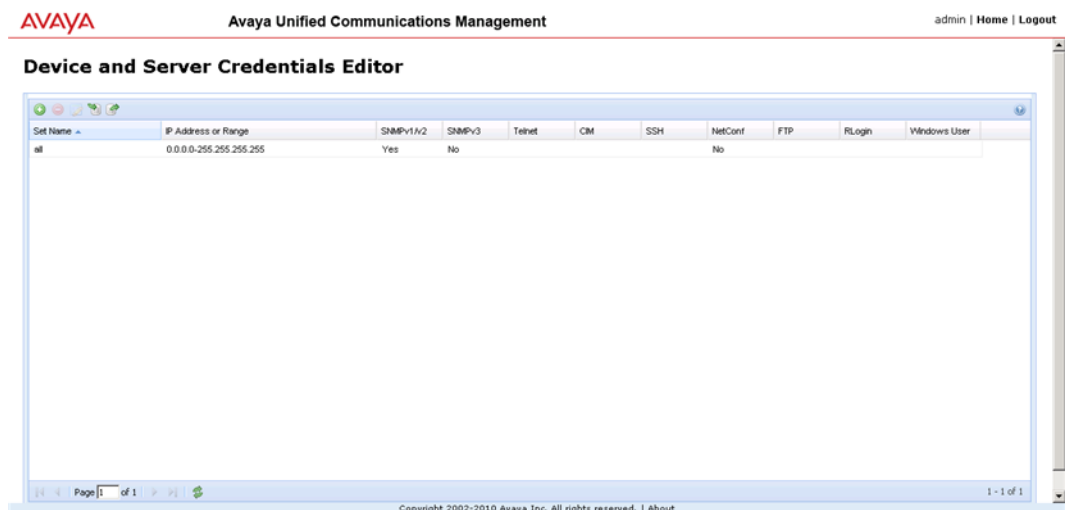 AVAYA Avaya Unified Communications Management admin | Home | Logout
Device and Server Credentials Editor
Set Name IP Address or Range SNMPv1/v2 SNMPv3 Telnet CIM SSH NetConf FTP RLogin Windows User
all 0.0.0.0-255.255.255.255 Yes No No
Page 1 of 1 1 - 1 of 1
Copyright 2002-2010 Avaya Inc. All rights reserved. | About